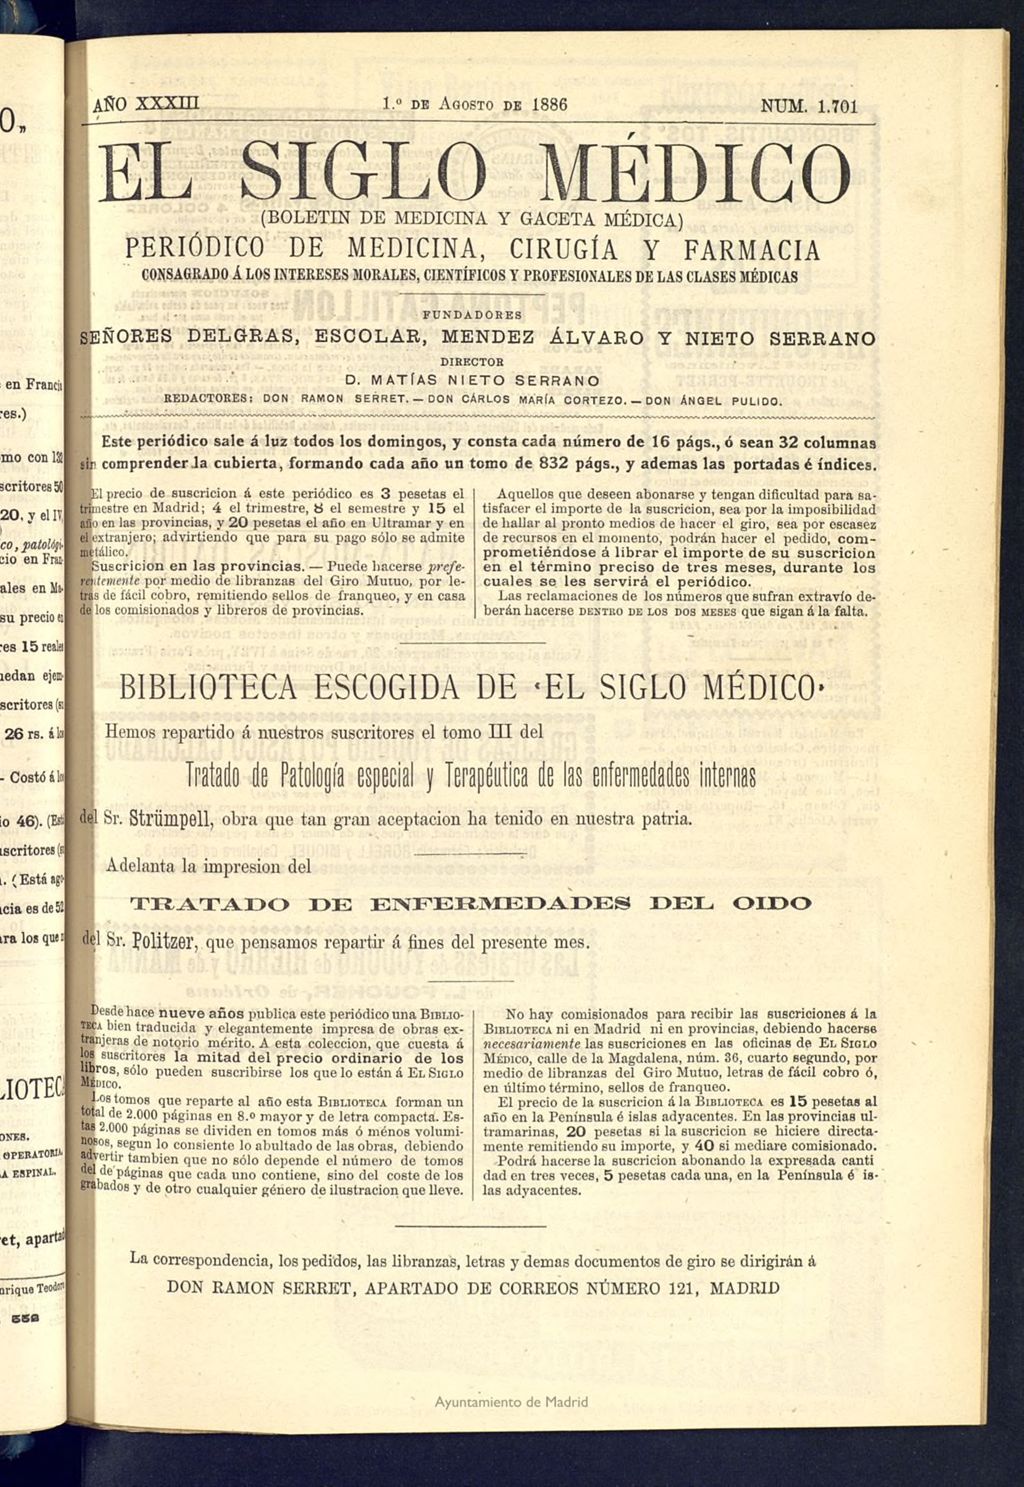 AÑO XXXIII 1.º DE AGOSTO DE 1886 NUM. 1.701
EL SIGLO MÉDICO
(BOLETIN DE MEDICINA Y GACETA MÉDICA)
PERIÓDICO DE MEDICINA, CIRUGÍA Y FARMACIA
CONSAGRADO Á LOS INTERESES MORALES, CIENTÍFICOS Y PROFESIONALES DE LAS CLASES MÉDICAS
FUNDADORES
SEÑORES DELGRAS, ESCOLAR, MENDEZ ÁLVARO Y NIETO SERRANO
DIRECTOR
D. MATÍAS NIETO SERRANO
REDACTORES: DON RAMON SERRET. — DON CÁRLOS MARÍA CORTEZO. — DON ÁNGEL PULIDO.
Este periódico sale á luz todos los domingos, y consta cada número de 16 págs., ó sean 32 columnas
sin comprender la cubierta, formando cada año un tomo de 832 págs., y ademas las portadas é índices.
El precio de suscricion á este periódico es 3 pesetas el
trimestre en Madrid; 4 el trimestre, 8 el semestre y 15 el
año en las provincias, y 20 pesetas el año en Ultramar y en
el extranjero; advirtiendo que para su pago sólo se admite
metálico.
Suscricion en las provincias. — Puede hacerse prefe-
rentemente por medio de libranzas del Giro Mutuo, por le-
tras de fácil cobro, remitiendo sellos de franqueo, y en casa
de los comisionados y libreros de provincias.
Aquellos que deseen abonarse y tengan dificultad para sa-
tisfacer el importe de la suscricion, sea por la imposibilidad
de hallar al pronto medios de hacer el giro, sea por escasez
de recursos en el momento, podrán hacer el pedido, com-
prometiéndose á librar el importe de su suscricion
en el término preciso de tres meses, durante los
cuales se les servirá el periódico.
Las reclamaciones de los números que sufran extravío de-
berán hacerse DENTRO DE LOS DOS MESES que sigan á la falta.
BIBLIOTECA ESCOGIDA DE «EL SIGLO MÉDICO»
Hemos repartido á nuestros suscritores el tomo III del
Tratado de Patología especial y Terapéutica de las enfermedades internas
del Sr. Strümpell, obra que tan gran aceptacion ha tenido en nuestra patria.
Adelanta la impresion del
TRATADO DE ENFERMEDADES DEL OIDO
del Sr. Politzer, que pensamos repartir á fines del presente mes.
Desde hace nueve años publica este periódico una BIBLIO-
TECA bien traducida y elegantemente impresa de obras ex-
tranjeras de notorio mérito. A esta coleccion, que cuesta á
los suscritores la mitad del precio ordinario de los
libros, sólo pueden suscribirse los que lo están á EL SIGLO
MÉDICO.
Los tomos que reparte al año esta BIBLIOTECA forman un
total de 2.000 páginas en 8.º mayor y de letra compacta. Es-
tas 2.000 páginas se dividen en tomos más ó ménos volumi-
nosos, segun lo consiente lo abultado de las obras, debiendo
advertir tambien que no sólo depende el número de tomos
del de páginas que cada uno contiene, sino del coste de los
grabados y de otro cualquier género de ilustracion que lleve.
No hay comisionados para recibir las suscriciones á la
BIBLIOTECA ni en Madrid ni en provincias, debiendo hacerse
necesariamente las suscriciones en las oficinas de EL SIGLO
MÉDICO, calle de la Magdalena, núm. 36, cuarto segundo, por
medio de libranzas del Giro Mutuo, letras de fácil cobro ó,
en último término, sellos de franqueo.
El precio de la suscricion á la BIBLIOTECA es 15 pesetas al
año en la Península é islas adyacentes. En las provincias ul-
tramarinas, 20 pesetas si la suscricion se hiciere directa-
mente remitiendo su importe, y 40 si mediare comisionado.
Podrá hacerse la suscricion abonando la expresada canti
dad en tres veces, 5 pesetas cada una, en la Península é is-
las adyacentes.
La correspondencia, los pedidos, las libranzas, letras y demas documentos de giro se dirigirán á
DON RAMON SERRET, APARTADO DE CORREOS NÚMERO 121, MADRID
Ayuntamiento de Madrid